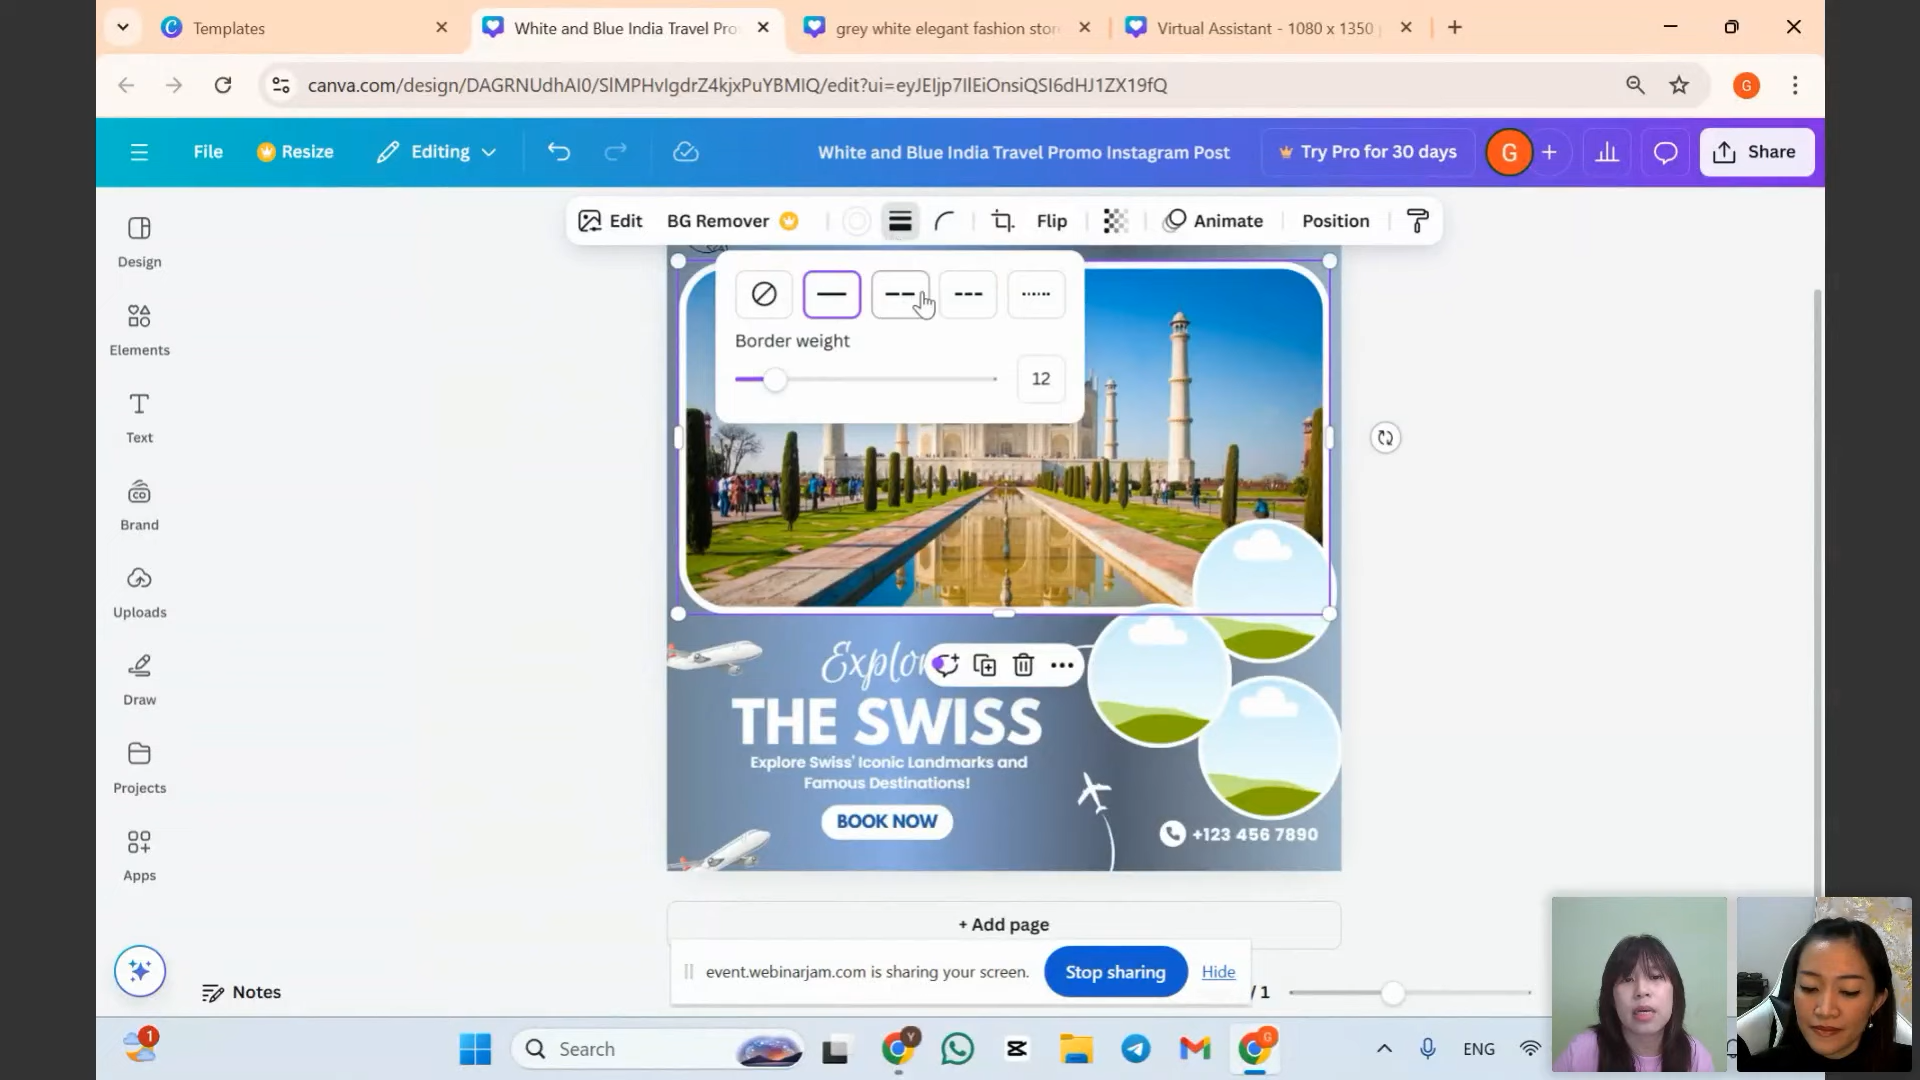 Templates
White and Blue India Travel Pro
grey white elegant fashion stor
Virtual Assistant - 1080 x 1350
canva.com/design/DAGRNUdhAI0/SlMPHvIgdrZ4kjxPuYBMIQ/edit?ui=eyJEIjp7IlEiOnsiQSI6dHJ1ZX19fQ
G
File
Resize
Editing
White and Blue India Travel Promo Instagram Post
Try Pro for 30 days
G
Share
Edit
BG Remover
Flip
Animate
Position
Design
Elements
Text
Brand
Uploads
Draw
Projects
Apps
Border weight
12
Explor
THE SWISS
Explore Swiss' Iconic Landmarks and
Famous Destinations!
BOOK NOW
+123 456 7890
+ Add page
event.webinarjam.com is sharing your screen.
Stop sharing
Hide
/ 1
Notes
1
Search
Y
G
ENG